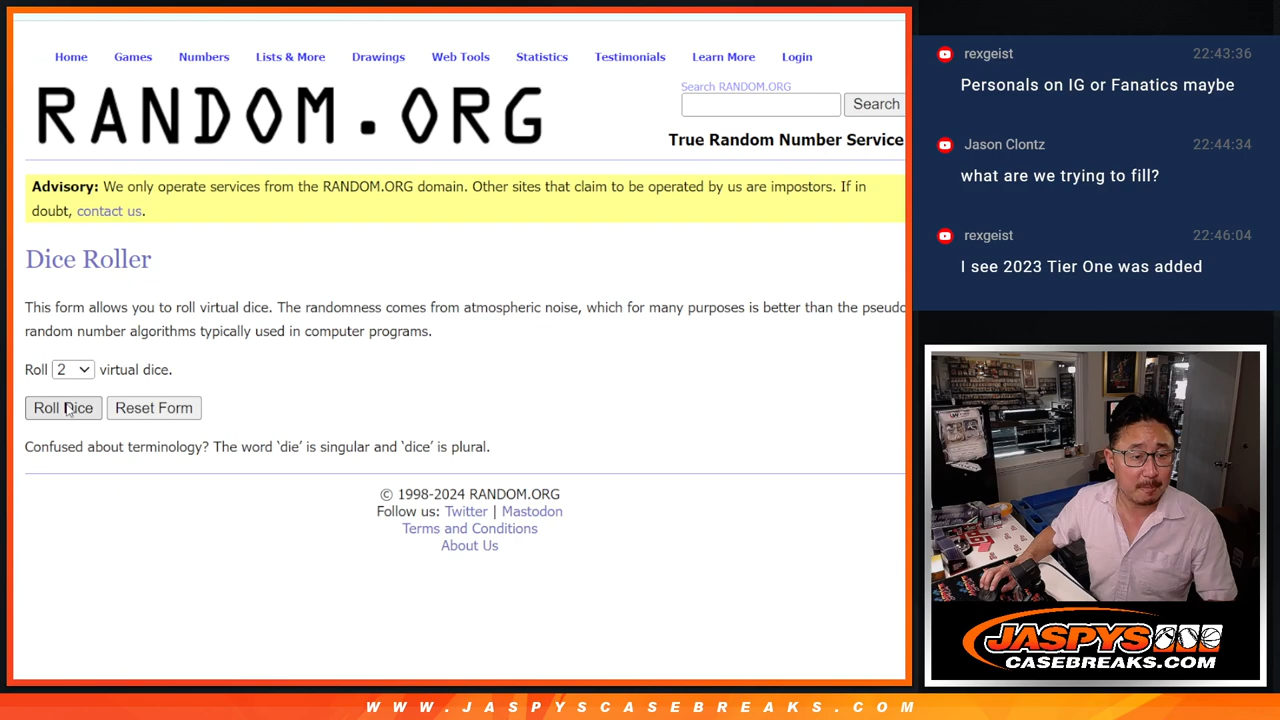 Home Games Numbers Lists & More Drawings Web Tools Statistics Testimonials Learn More Login
RANDOM.ORG
Search RANDOM.ORG
Search
True Random Number Service
Advisory: We only operate services from the RANDOM.ORG domain. Other sites that claim to be operated by us are impostors. If in
doubt, contact us.
Dice Roller
This form allows you to roll virtual dice. The randomness comes from atmospheric noise, which for many purposes is better than the pseudo
random number algorithms typically used in computer programs.
Roll 2 virtual dice.
Roll Dice Reset Form
Confused about terminology? The word ‘die’ is singular and ‘dice’ is plural.
© 1998-2024 RANDOM.ORG
Follow us: Twitter | Mastodon
Terms and Conditions
About Us
rexgeist 22:43:36
Personals on IG or Fanatics maybe
Jason Clontz 22:44:34
what are we trying to fill?
rexgeist 22:46:04
I see 2023 Tier One was added
JASPYS
CASEBREAKS.COM
WWW.JASPYSCASEBREAKS.COM